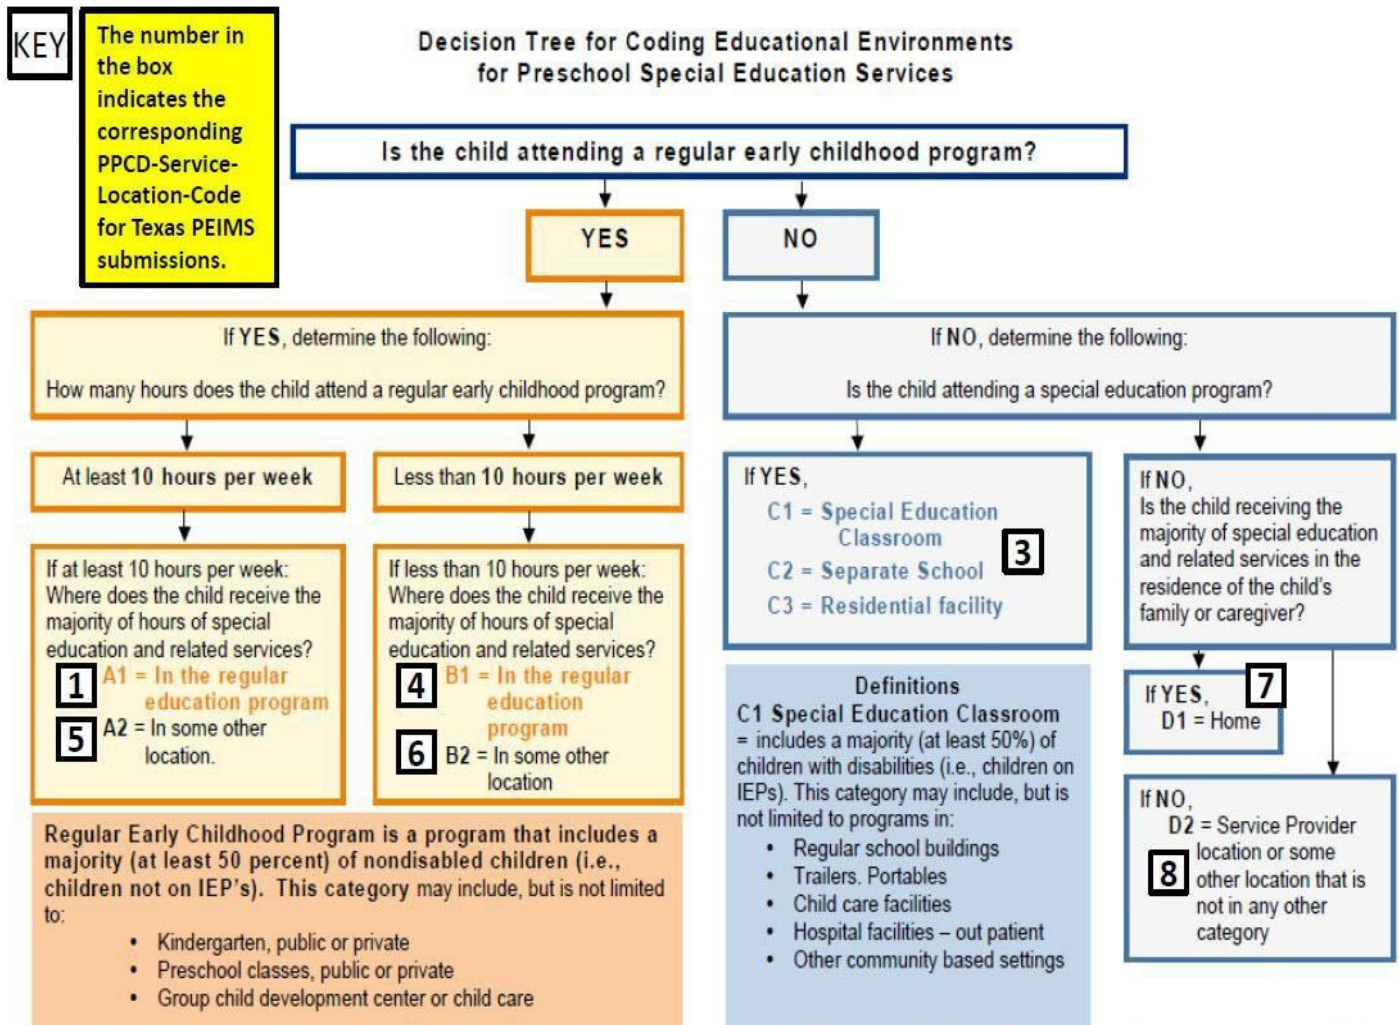 KEY
The number in
the box
indicates the
corresponding
PPCD-Service-
Location-Code
for Texas PEIMS
submissions.
Decision Tree for Coding Educational Environments
for Preschool Special Education Services
Is the child attending a regular early childhood program?
YES
NO
If YES, determine the following:
How many hours does the child attend a regular early childhood program?
If NO, determine the following:
Is the child attending a special education program?
At least 10 hours per week
Less than 10 hours per week
If at least 10 hours per week:
Where does the child receive the
majority of hours of special
education and related services?
1 A1 = In the regular
education program
5 A2 = In some other
location.
If less than 10 hours per week:
Where does the child receive the
majority of hours of special
education and related services?
4 B1 = In the regular
education
program
6 B2 = In some other
location
If YES,
C1 = Special Education
Classroom
3
C2 = Separate School
C3 = Residential facility
If NO,
Is the child receiving the
majority of special education
and related services in the
residence of the child's
family or caregiver?
7
If YES,
D1 = Home
If NO,
D2 = Service Provider
location or some
8 other location that is
not in any other
category
Regular Early Childhood Program is a program that includes a
majority (at least 50 percent) of nondisabled children (i.e.,
children not on IEP's). This category may include, but is not limited
to:
• Kindergarten, public or private
• Preschool classes, public or private
• Group child development center or child care
Definitions
C1 Special Education Classroom
= includes a majority (at least 50%) of
children with disabilities (i.e., children on
IEPs). This category may include, but is
not limited to programs in:
• Regular school buildings
• Trailers. Portables
• Child care facilities
• Hospital facilities – out patient
• Other community based settings